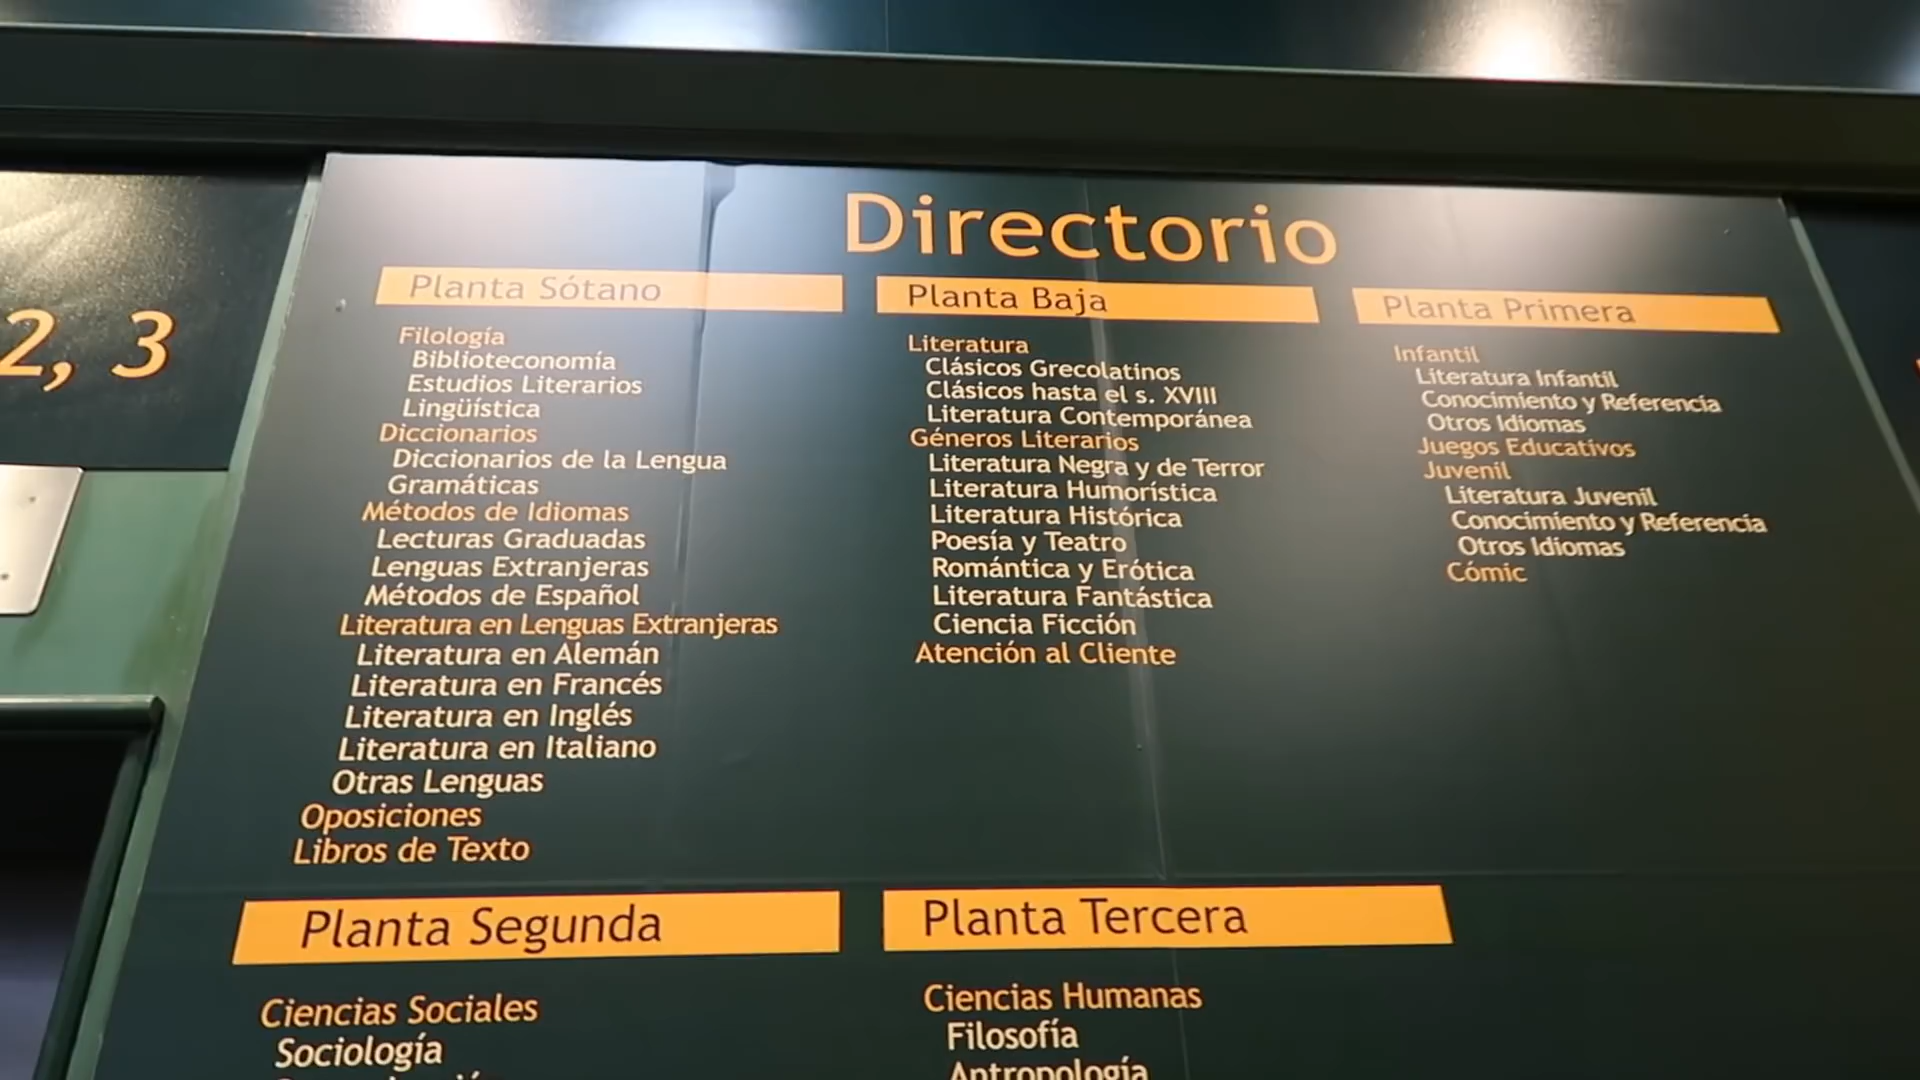 2, 3
Directorio
Planta Sótano
Filología
Biblioteconomía
Estudios Literarios
Lingüística
Diccionarios
Diccionarios de la Lengua
Gramáticas
Métodos de Idiomas
Lecturas Graduadas
Lenguas Extranjeras
Métodos de Español
Literatura en Lenguas Extranjeras
Literatura en Alemán
Literatura en Francés
Literatura en Inglés
Literatura en Italiano
Otras Lenguas
Oposiciones
Libros de Texto
Planta Baja
Literatura
Clásicos Grecolatinos
Clásicos hasta el s. XVIII
Literatura Contemporánea
Géneros Literarios
Literatura Negra y de Terror
Literatura Humorística
Literatura Histórica
Poesía y Teatro
Romántica y Erótica
Literatura Fantástica
Ciencia Ficción
Atención al Cliente
Planta Primera
Infantil
Literatura Infantil
Conocimiento y Referencia
Otros Idiomas
Juegos Educativos
Juvenil
Literatura Juvenil
Conocimiento y Referencia
Otros Idiomas
Cómic
Planta Segunda
Ciencias Sociales
Sociología
Planta Tercera
Ciencias Humanas
Filosofía
Antropología